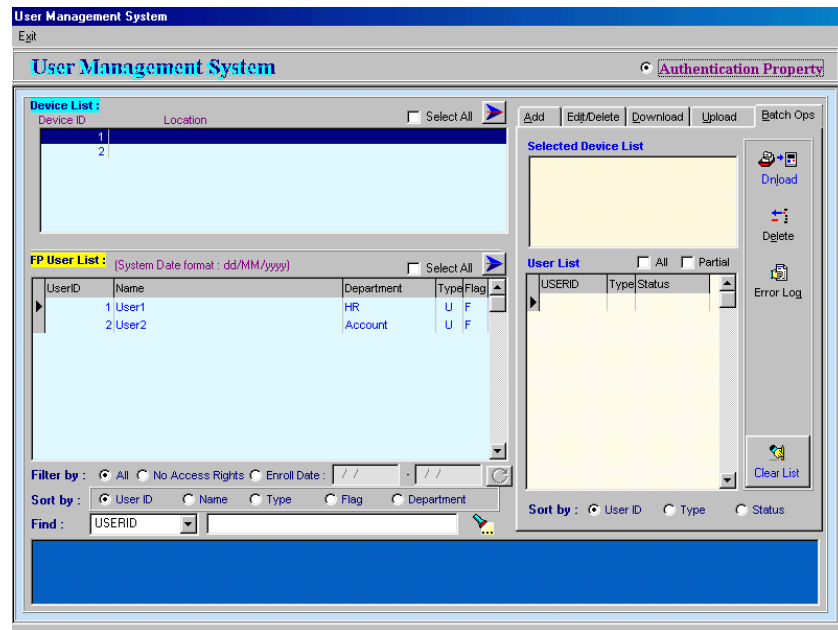 User Management System
Exit
User Management System
Authentication Property
Device List :
Device ID Location Select All
1
2
FP User List : (System Date format : dd/MM/yyyy) Select All
UserID Name Department Type Flag
1 User1 HR U F
2 User2 Account U F
Filter by : All No Access Rights Enroll Date : / / - / /
Sort by : User ID Name Type Flag Department
Find : USERID
Add Edit/Delete Download Upload Batch Ops
Selected Device List
User List All Partial
USERID Type Status
Sort by : User ID Type Status
Dnload
Delete
Error Log
Clear List